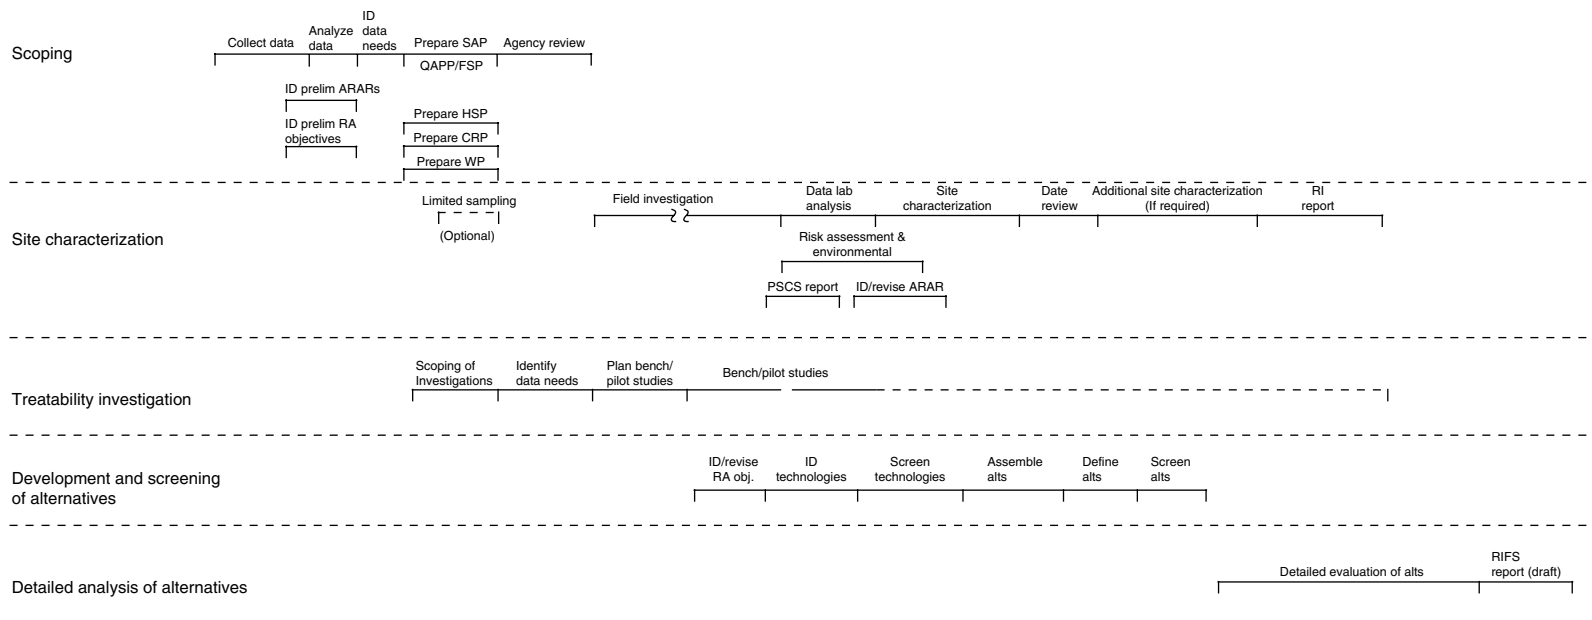 Scoping
Collect data
Analyze
data
ID
data
needs
Prepare SAP
QAPP/FSP
Agency review
ID prelim ARARs
ID prelim RA
objectives
Prepare HSP
Prepare CRP
Prepare WP
Site characterization
Limited sampling
(Optional)
Field investigation
Data lab
analysis
Site
characterization
Date
review
Additional site characterization
(If required)
RI
report
Risk assessment &
environmental
PSCS report
ID/revise ARAR
Treatability investigation
Scoping of
Investigations
Identify
data needs
Plan bench/
pilot studies
Bench/pilot studies
Development and screening
of alternatives
ID/revise
RA obj.
ID
technologies
Screen
technologies
Assemble
alts
Define
alts
Screen
alts
Detailed analysis of alternatives
Detailed evaluation of alts
RIFS
report (draft)